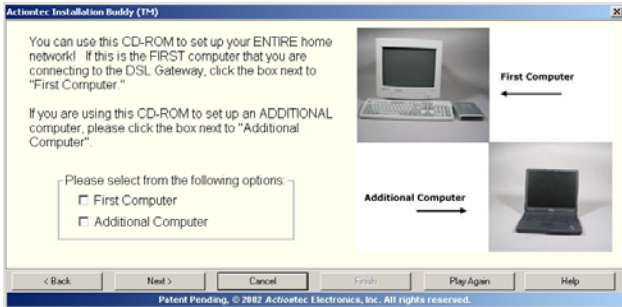 Actiontec Installation Buddy (TM)
You can use this CD-ROM to set up your ENTIRE home
network!  If this is the FIRST computer that you are
connecting to the DSL Gateway, click the box next to
"First Computer."
If you are using this CD-ROM to set up an ADDITIONAL
computer, please click the box next to "Additional
Computer".
Please select from the following options:
First Computer
Additional Computer
First Computer
Additional Computer
< Back
Next >
Cancel
Finish
Play Again
Help
Patent Pending, © 2002 Actiontec Electronics, Inc. All rights reserved.